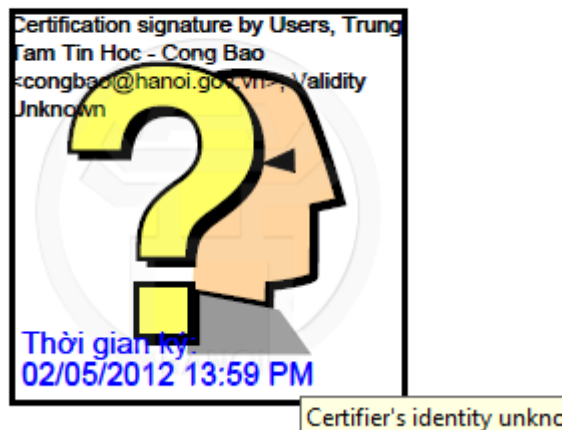 Certification signature by Users, Trung
Tam Tin Hoc - Cong Bao
<congbao@hanoi.gov.vn>, Validity
Unknown
Thời gian ký:
02/05/2012 13:59 PM
Certifier's identity unkno